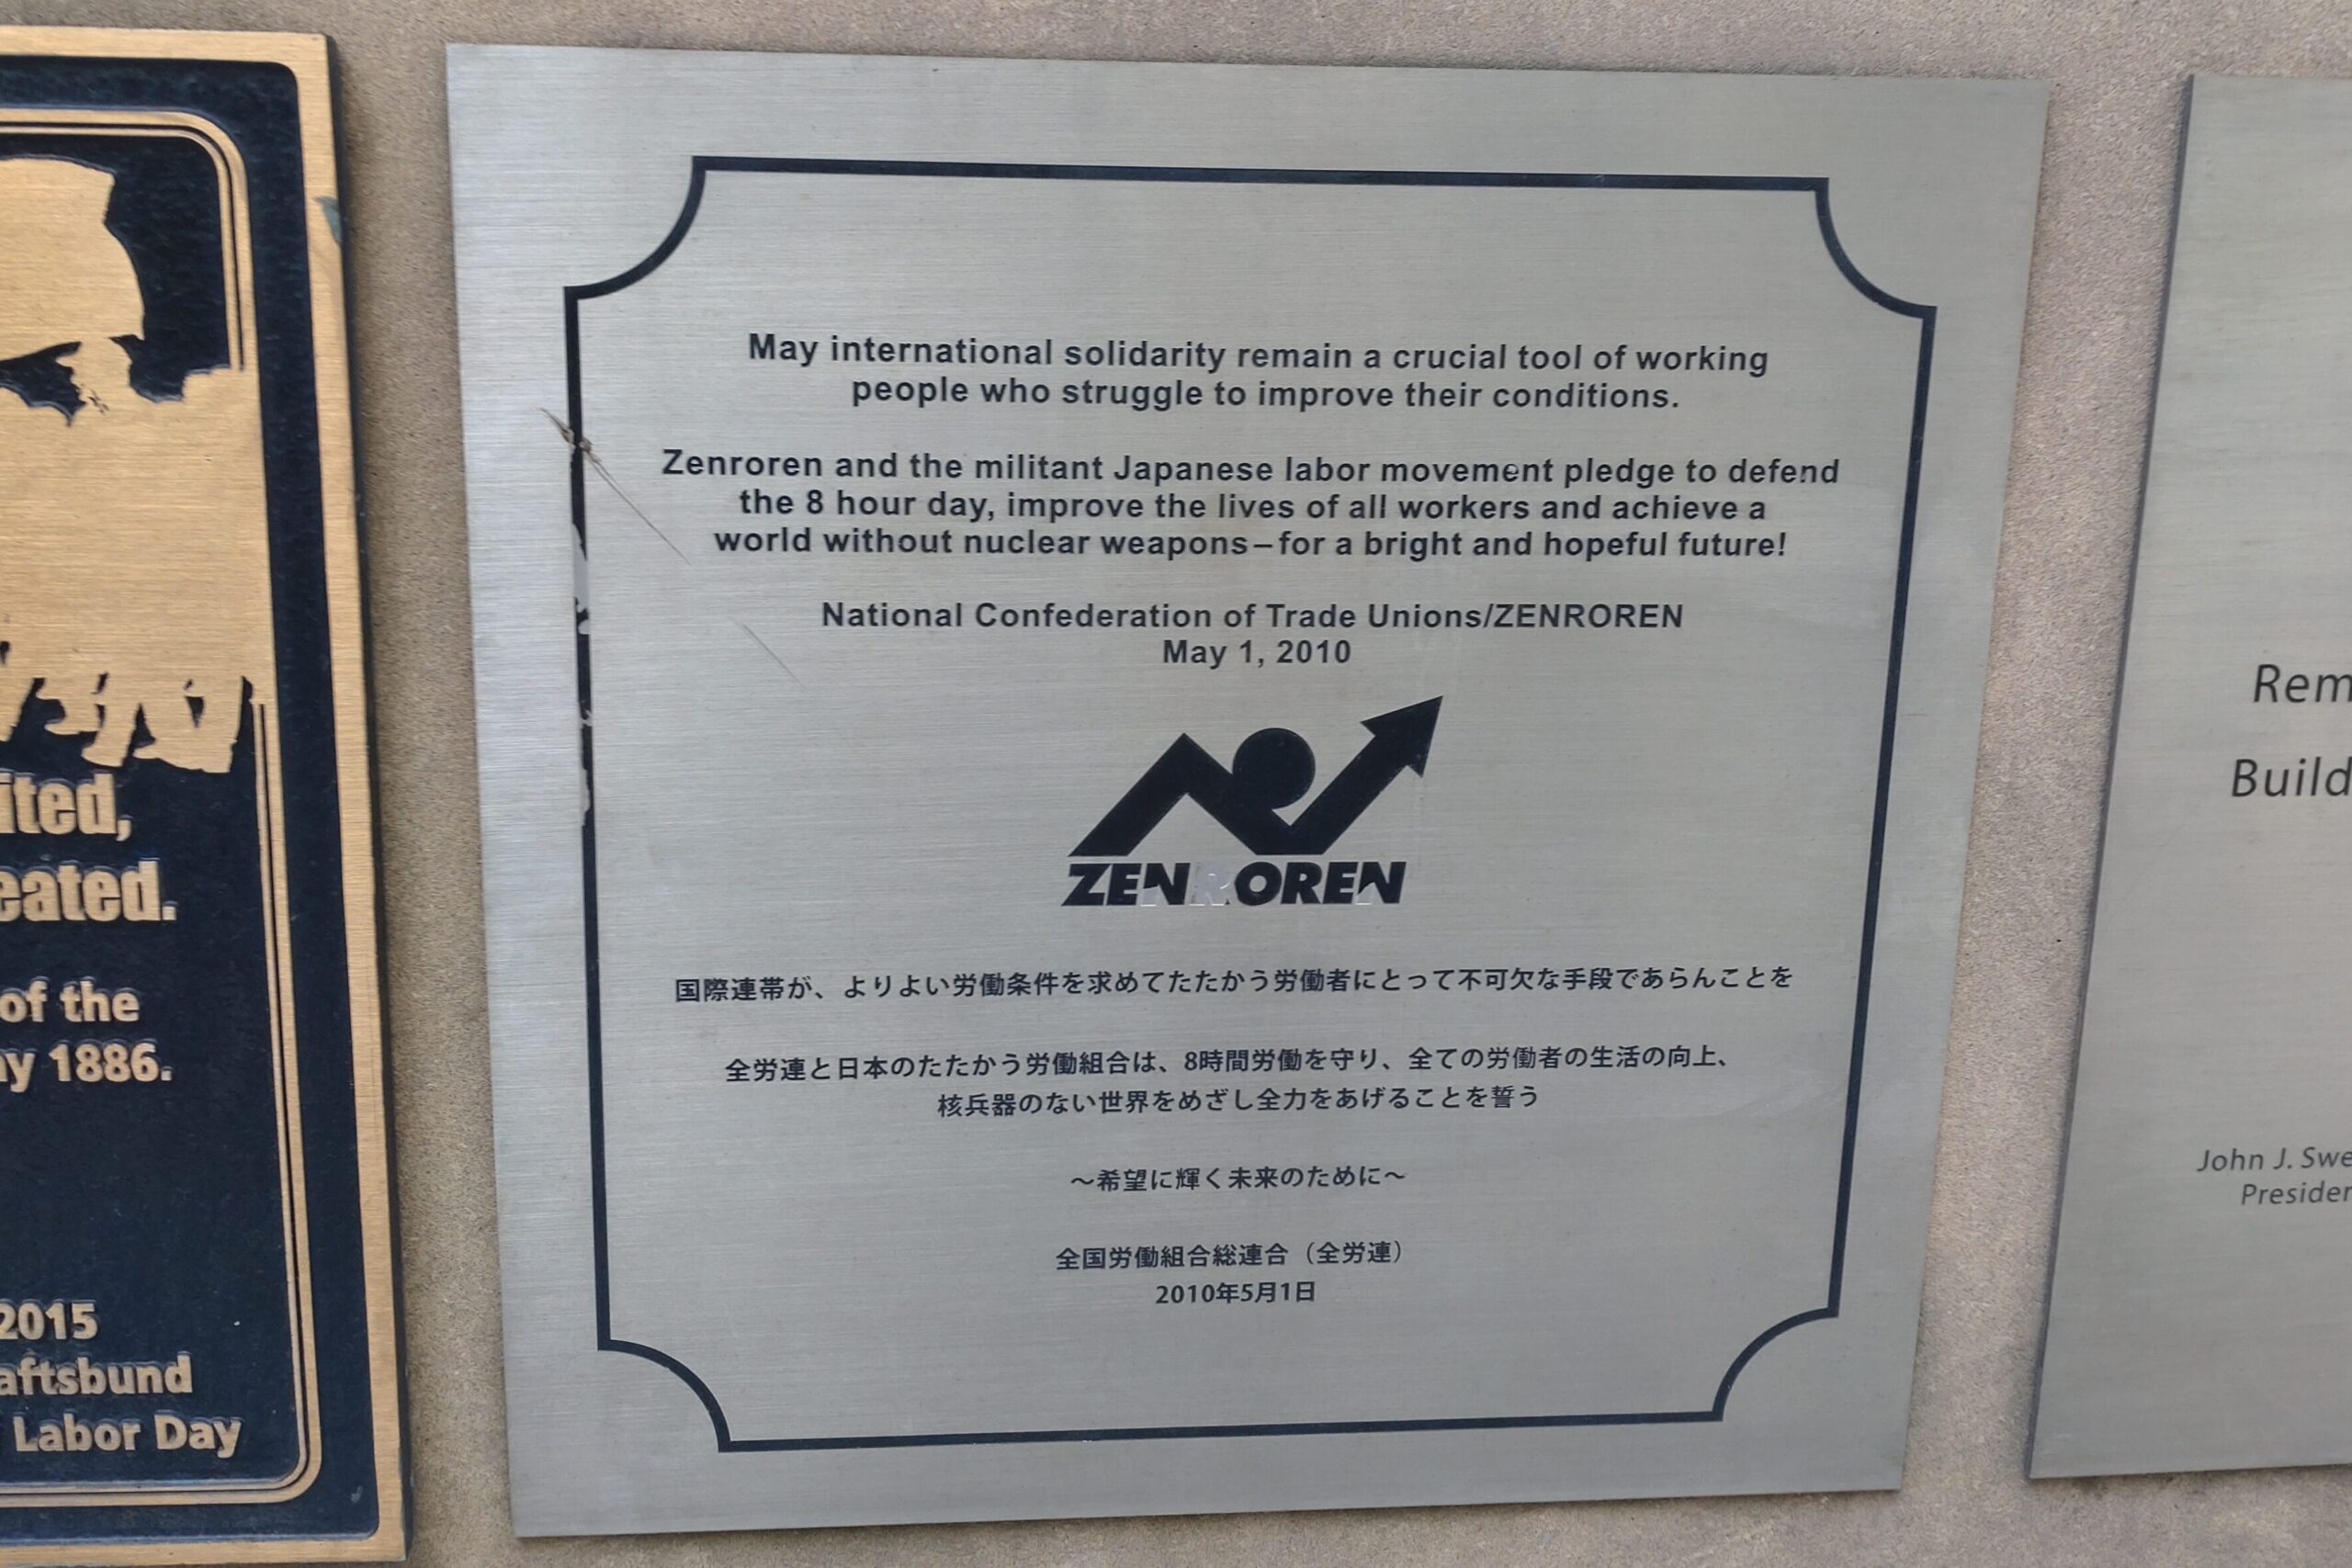 ited,
eated.
of the
ay 1886.
2015
aftsbund
Labor Day
May international solidarity remain a crucial tool of working
people who struggle to improve their conditions.
Zenroren and the militant Japanese labor movement pledge to defend
the 8 hour day, improve the lives of all workers and achieve a
world without nuclear weapons–for a bright and hopeful future!
National Confederation of Trade Unions/ZENROREN
May 1, 2010
ZENROREN
国際連帯が、よりよい労働条件を求めてたたかう労働者にとって不可欠な手段であらんことを
全労連と日本のたたかう労働組合は、8時間労働を守り、全ての労働者の生活の向上、
核兵器のない世界をめざし全力をあげることを誓う
～希望に輝く未来のために～
全国労働組合総連合（全労連）
2010年5月1日
Rem
Build
John J. Swe
Presiden